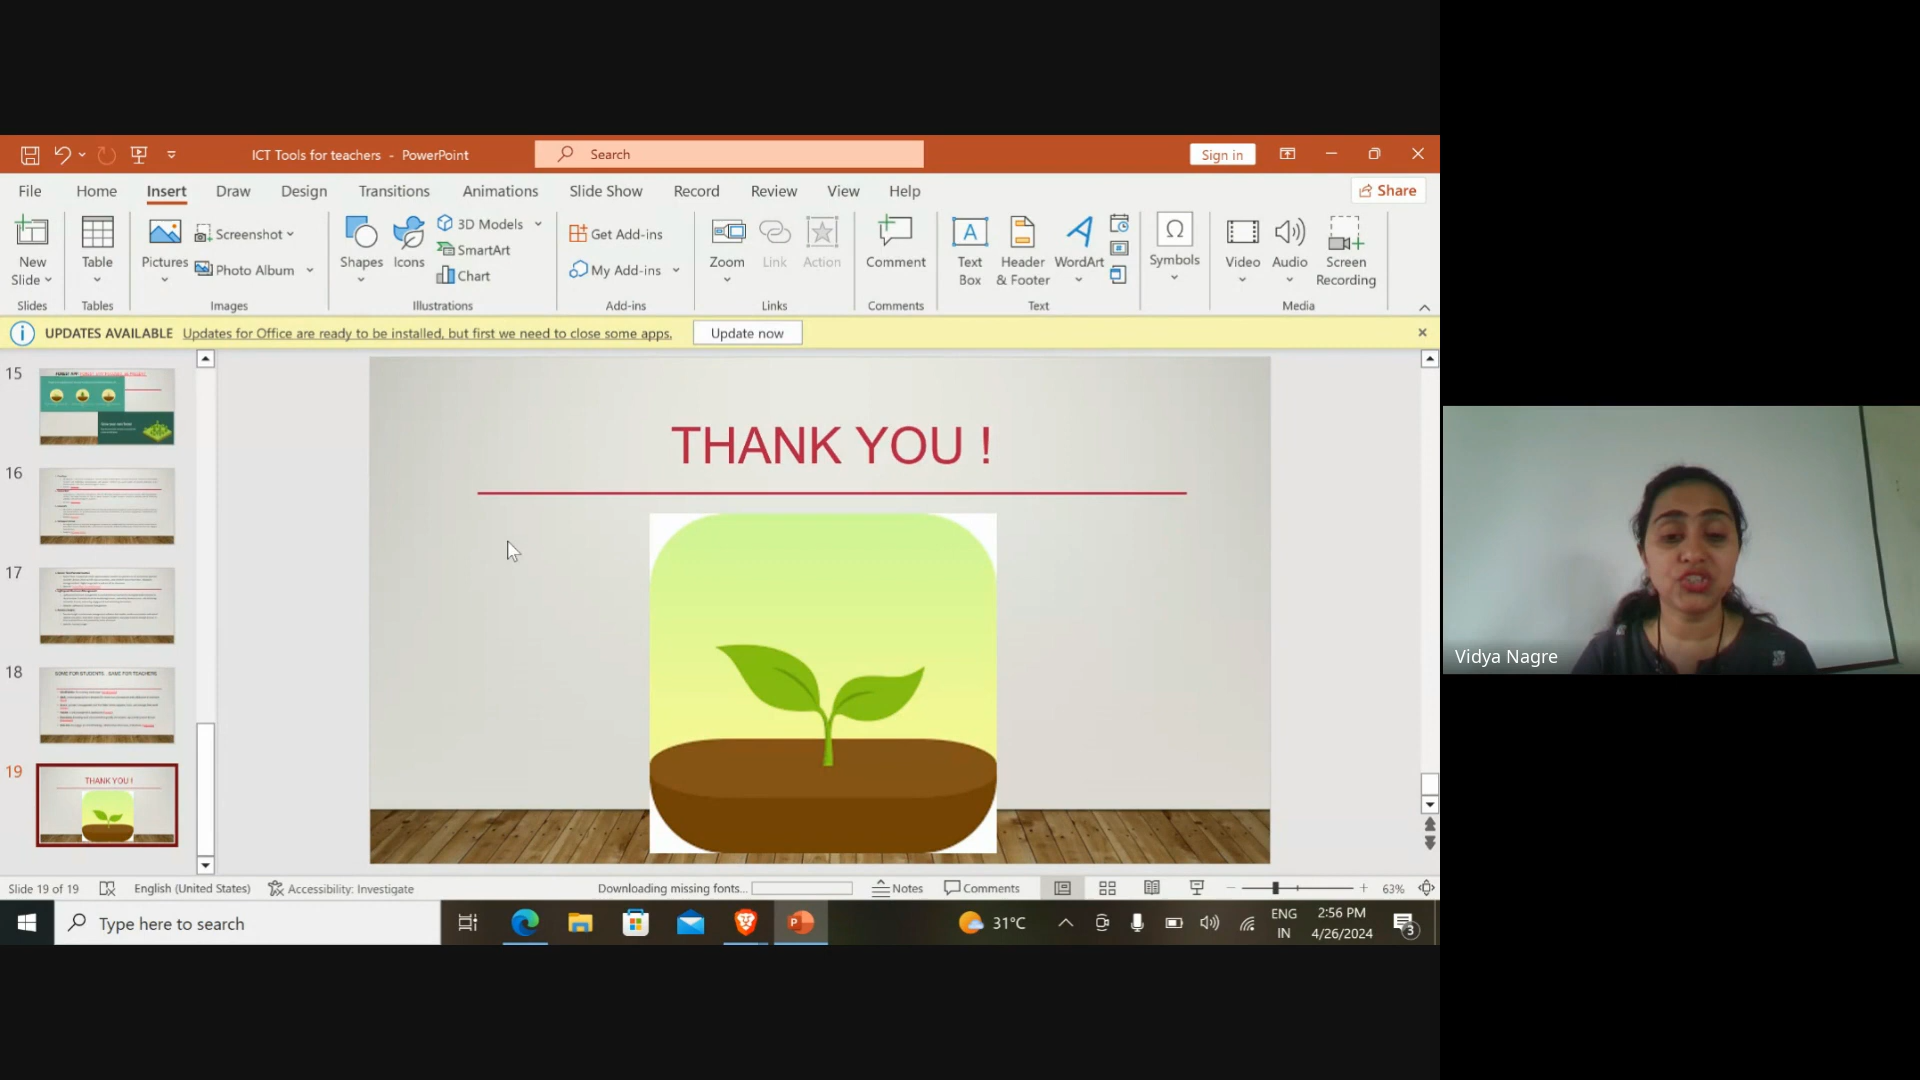 ICT Tools for teachers - PowerPoint
Search
Sign in
File Home Insert Draw Design Transitions Animations Slide Show Record Review View Help
Share
New Slide
Table
Pictures
Screenshot
Photo Album
Shapes
Icons
3D Models
SmartArt
Chart
Get Add-ins
My Add-ins
Zoom
Link
Action
Comment
Text Box
Header & Footer
WordArt
Symbols
Video
Audio
Screen Recording
Slides Tables Images Illustrations Add-ins Links Comments Text Media
UPDATES AVAILABLE Updates for Office are ready to be installed, but first we need to close some apps. Update now
15
16
17
18
SOME FOR STUDENTS.. SOME FOR TEACHERS
19
THANK YOU !
THANK YOU !
Vidya Nagre
Slide 19 of 19 English (United States) Accessibility: Investigate Downloading missing fonts... Notes Comments 63%
Type here to search
31°C
ENG
IN
2:56 PM
4/26/2024
3